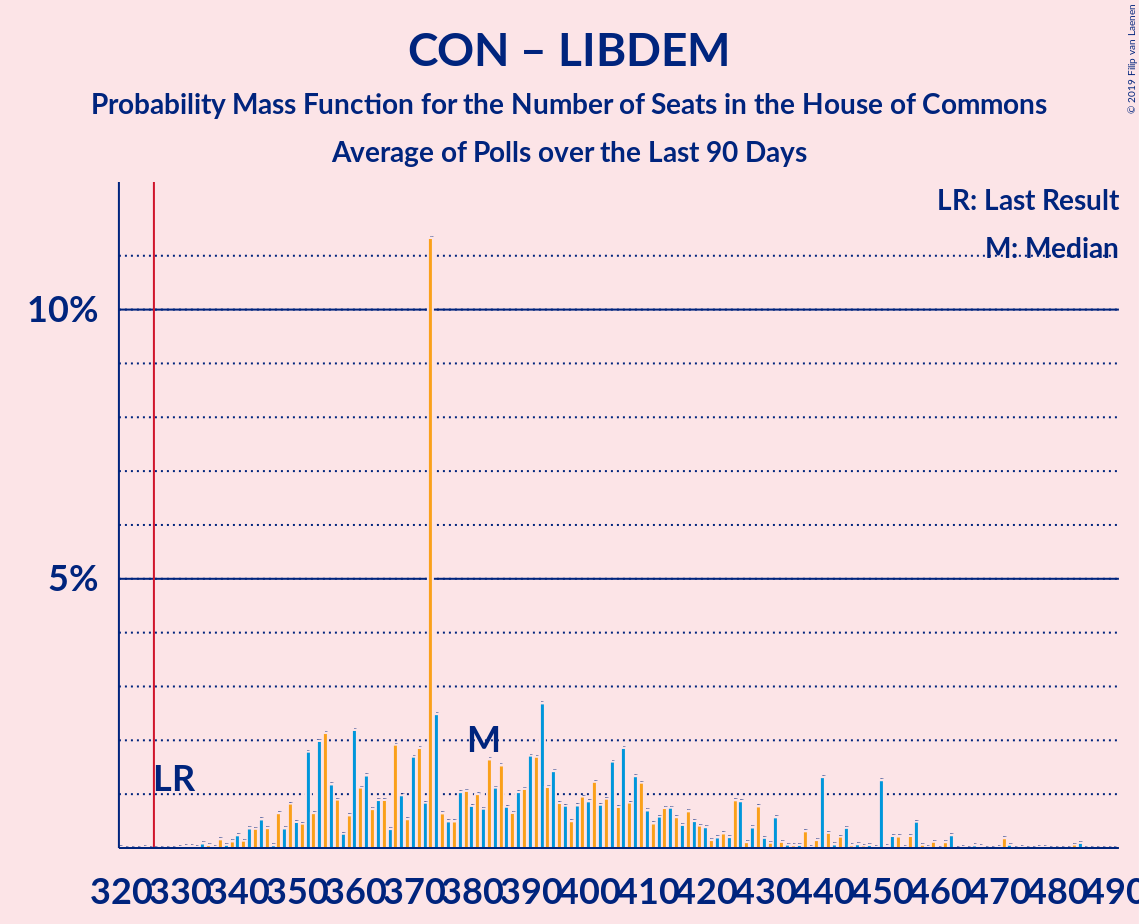 CON – LIBDEM
Probability Mass Function for the Number of Seats in the House of Commons
Average of Polls over the Last 90 Days
© 2019 Filip van Laenen
LR: Last Result
M: Median
10%
5%
M
LR
320 330 340 350 360 370 380 390 400 410 420 430 440 450 460 470 480 490